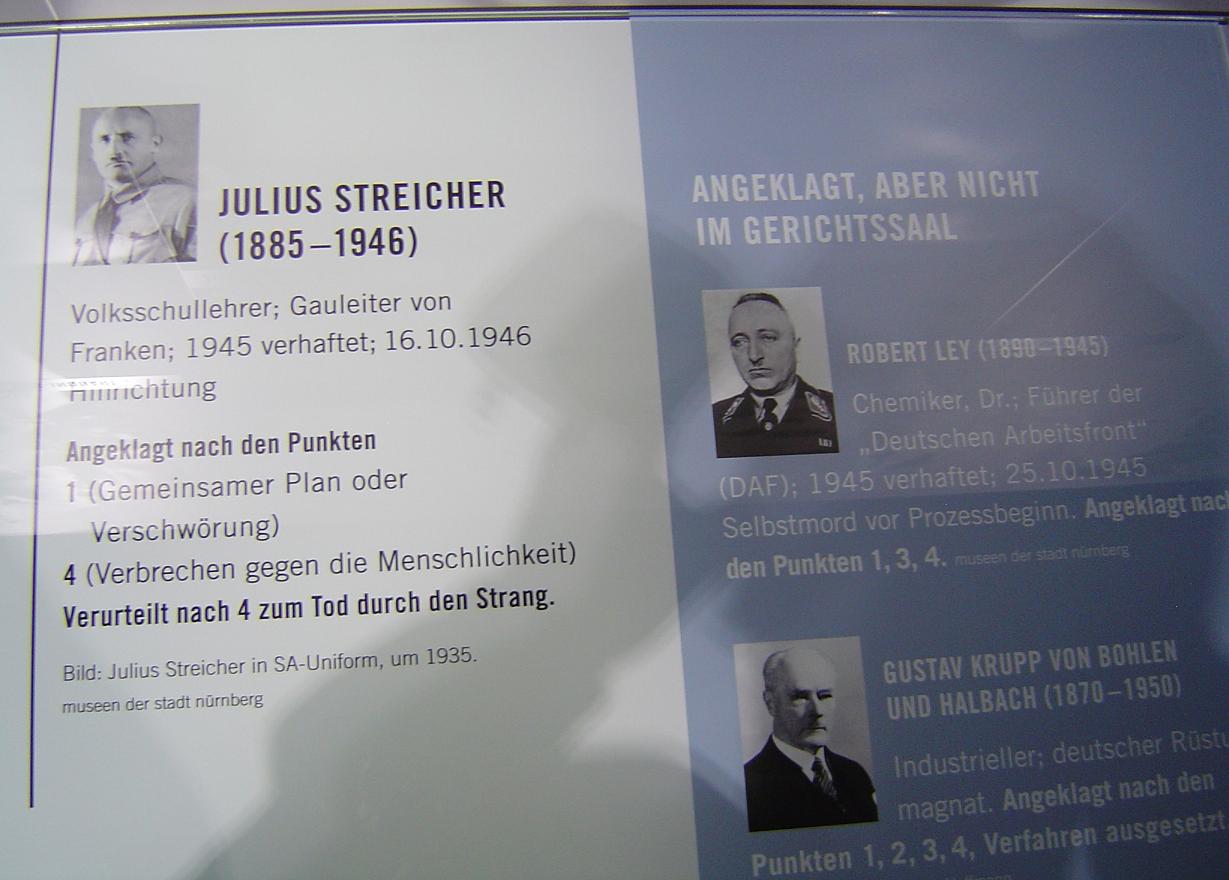 JULIUS STREICHER
(1885–1946)
Volksschullehrer; Gauleiter von
Franken; 1945 verhaftet; 16.10.1946
Hinrichtung
Angeklagt nach den Punkten
1 (Gemeinsamer Plan oder
Verschwörung)
4 (Verbrechen gegen die Menschlichkeit)
Verurteilt nach 4 zum Tod durch den Strang.
Bild: Julius Streicher in SA-Uniform, um 1935.
museen der stadt nürnberg
ANGEKLAGT, ABER NICHT
IM GERICHTSSAAL
ROBERT LEY (1890–1945)
Chemiker, Dr.; Führer der
„Deutschen Arbeitsfront“
(DAF); 1945 verhaftet; 25.10.1945
Selbstmord vor Prozessbeginn. Angeklagt nach
den Punkten 1, 3, 4. museen der stadt nürnberg
GUSTAV KRUPP VON BOHLEN
UND HALBACH (1870–1950)
Industrieller; deutscher
magnat. Angeklagt nach den
Punkten 1, 2, 3, 4, Verfahren ausgesetzt